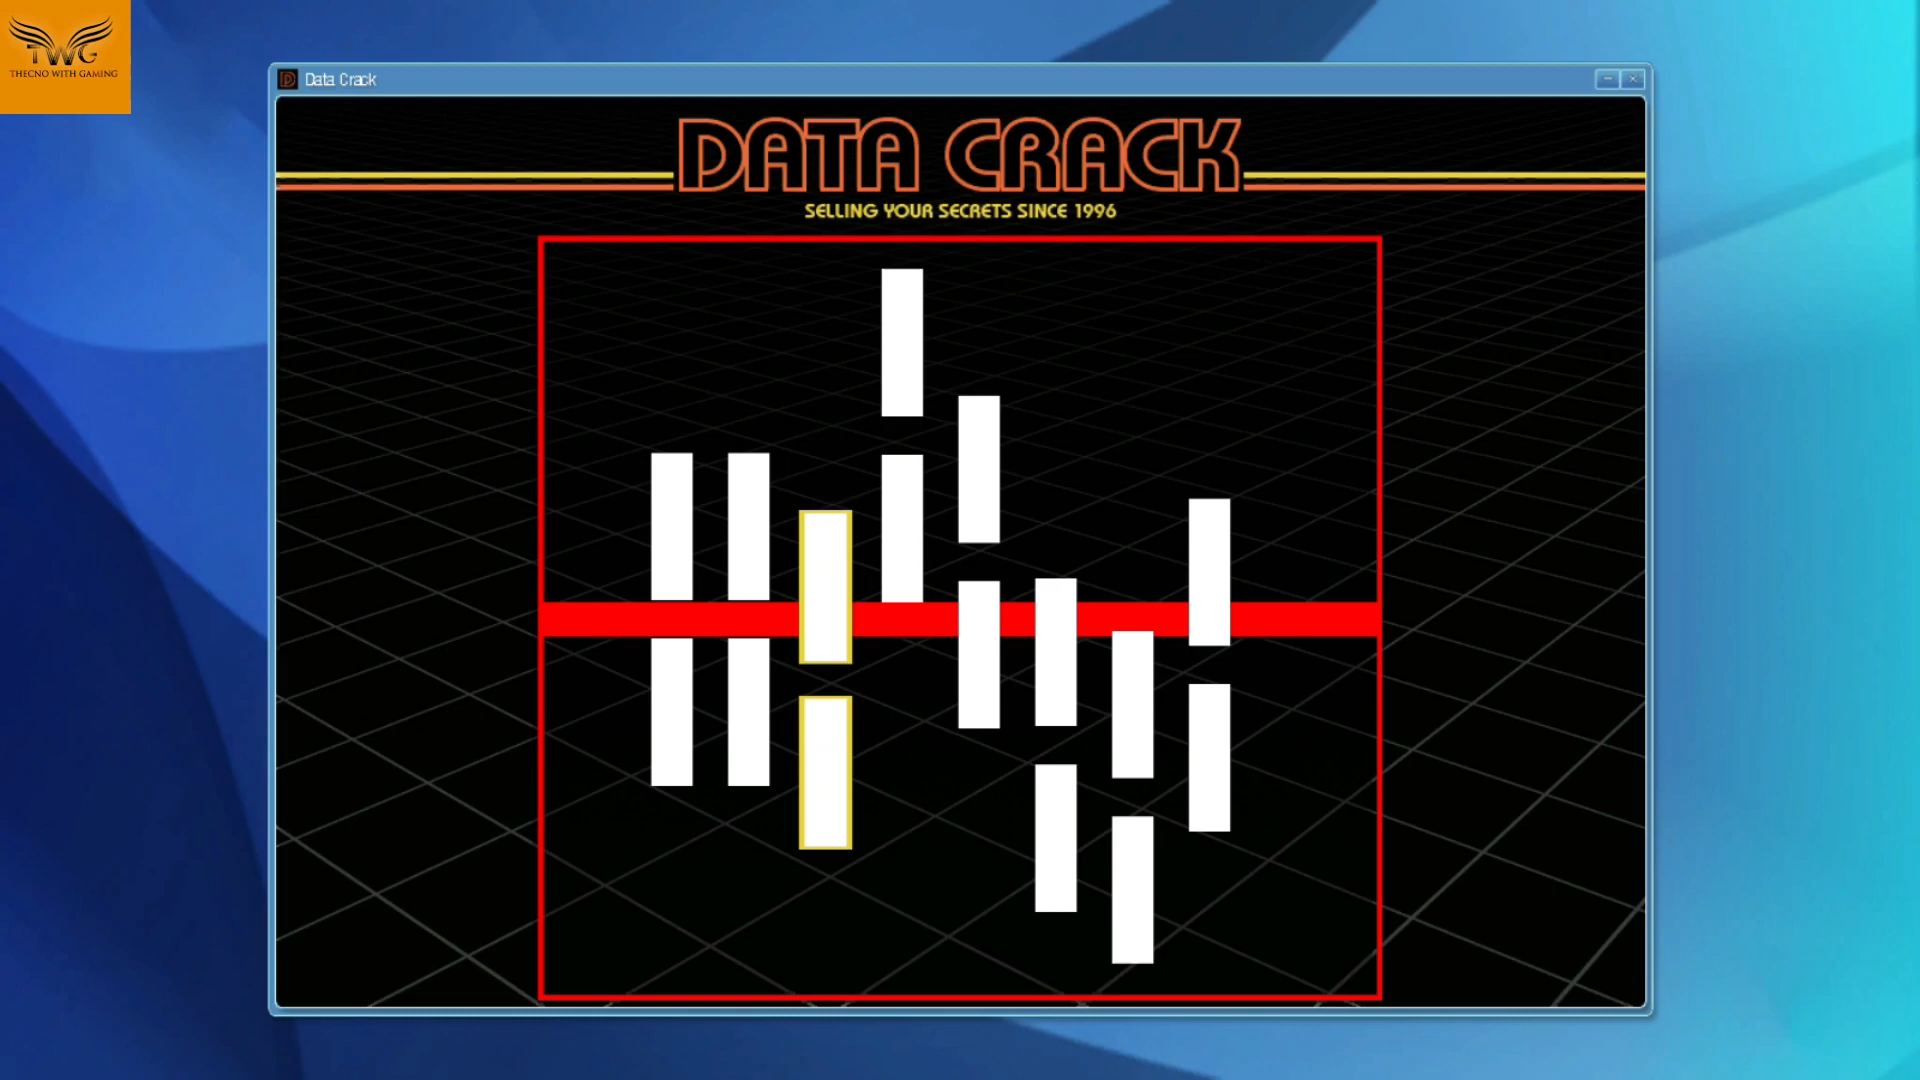 TWG
THECNO WITH GAMING
Data Crack
DATA CRACK
SELLING YOUR SECRETS SINCE 1996